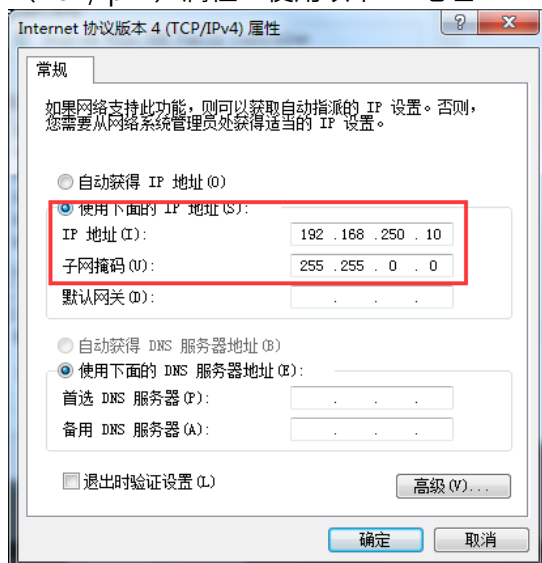 Internet 协议版本 4 (TCP/IPv4) 属性
常规
如果网络支持此功能，则可以获取自动指派的 IP 设置。否则，
您需要从网络系统管理员处获得适当的 IP 设置。
自动获得 IP 地址(O)
使用下面的 IP 地址(S):
IP 地址(I): 192 .168 .250 . 10
子网掩码(U): 255 .255 . 0 . 0
默认网关(D): . . .
自动获得 DNS 服务器地址(B)
使用下面的 DNS 服务器地址(E):
首选 DNS 服务器(P): . . .
备用 DNS 服务器(A): . . .
退出时验证设置(L)
高级(V)...
确定 取消